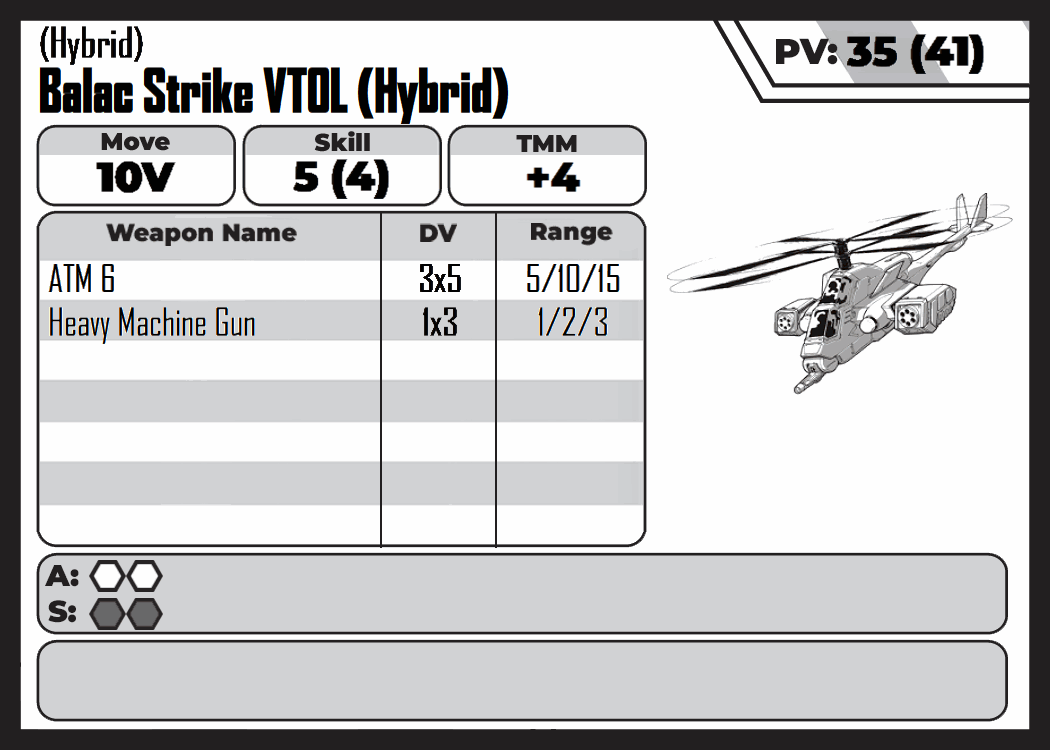 (Hybrid)
Balac Strike VTOL (Hybrid)
PV: 35 (41)
Move Skill TMM
10V 5 (4) +4
Weapon Name DV Range
ATM 6 3x5 5/10/15
Heavy Machine Gun 1x3 1/2/3
A:
S: